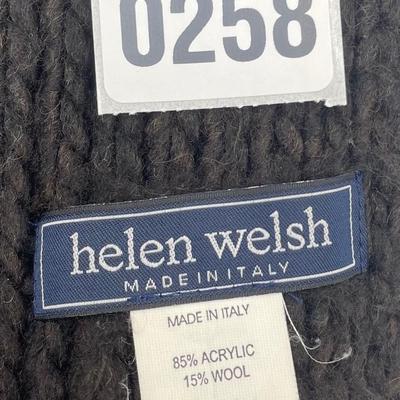 0258
helen welsh
MADE IN ITALY
MADE IN ITALY
85% ACRYLIC
15% WOOL